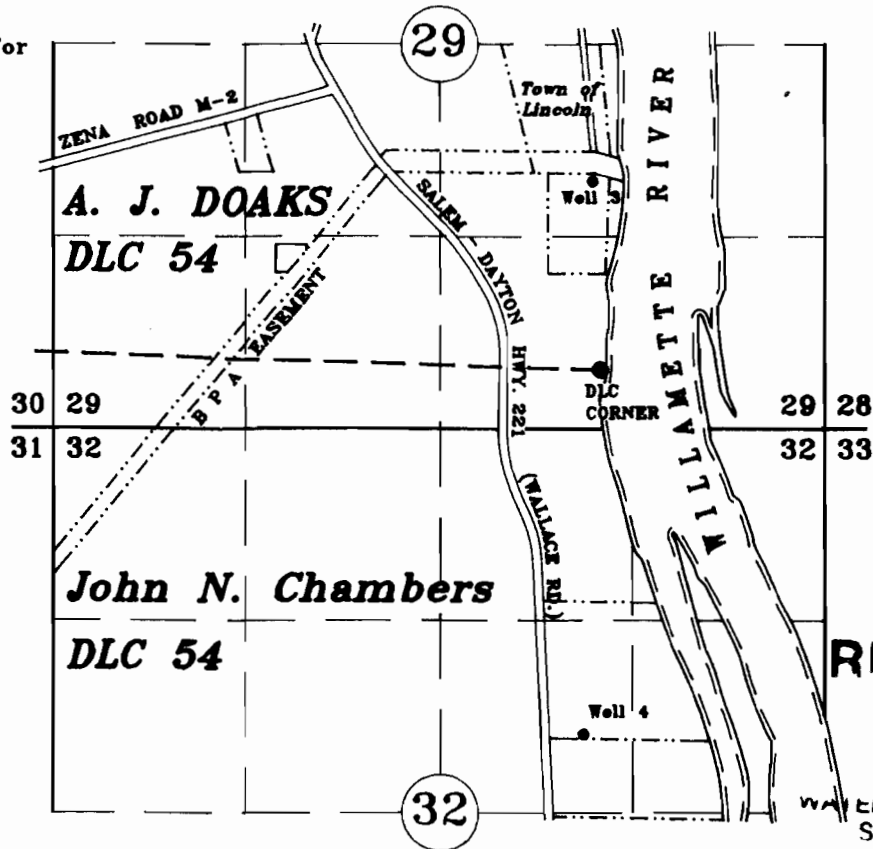 29
Town of
Lincoln
ZENA ROAD M-2
Well 3
WILLAMETTE RIVER
A. J. DOAKS
DLC 54
SALEM - DAYTON HWY. 221
BPA EASEMENT
DLC
CORNER
30 29
29 28
31 32
32 33
WILLAMETTE
(WALLACE RD.)
John N. Chambers
DLC 54
Well 4
32